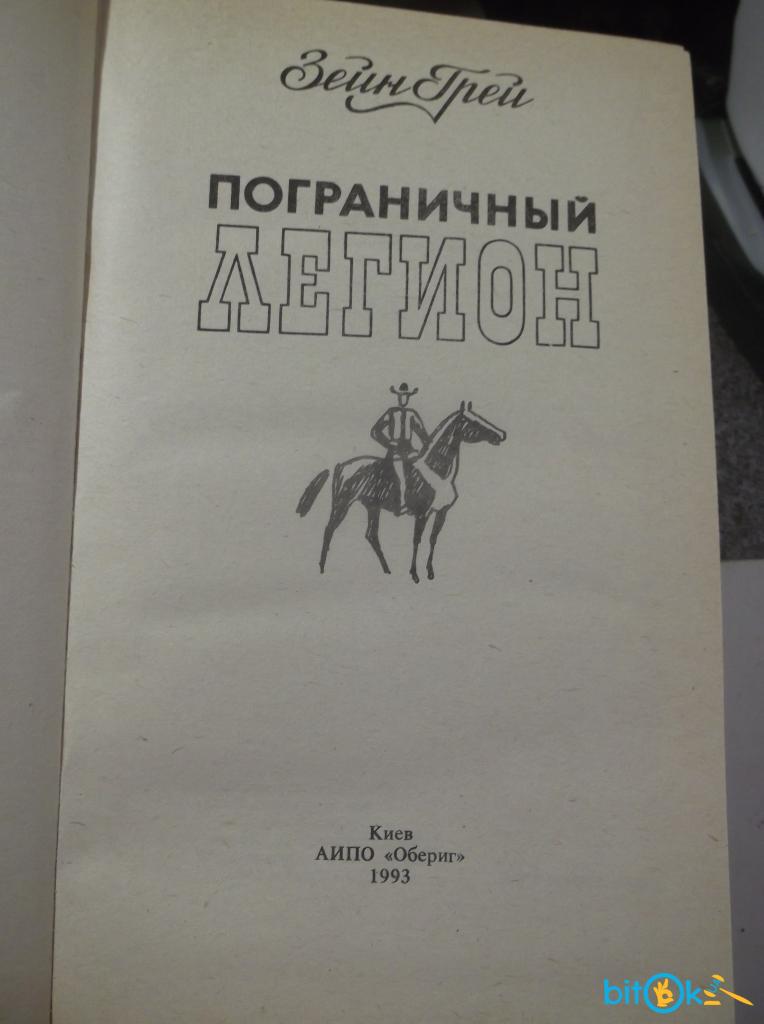 Зейн Грей
ПОГРАНИЧНЫЙ
ЛЕГИОН
Киев
АИПО «Обериг»
1993
bitOk